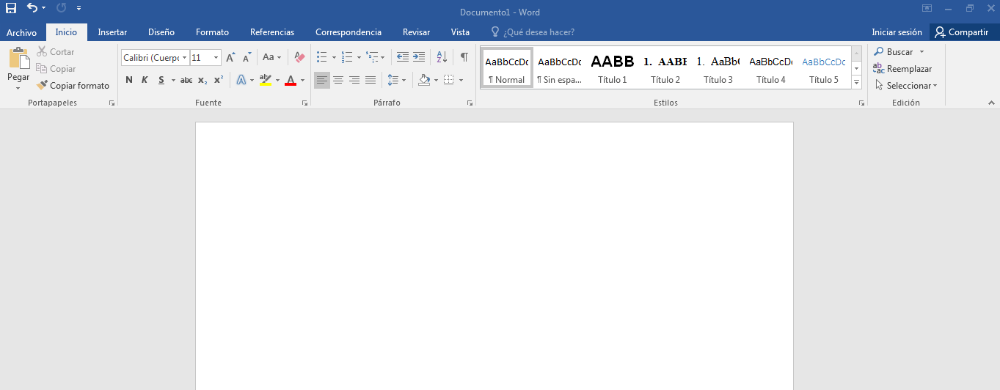 Documento1 - Word
Archivo Inicio Insertar Diseño Formato Referencias Correspondencia Revisar Vista ¿Qué desea hacer? Iniciar sesión Compartir
Pegar
Cortar
Copiar
Copiar formato
Portapapeles
Calibri (Cuerpo 11 Aa
N K S abc x₂ x² A ab A
Fuente
Párrafo
AaBbCcDc AaBbCcDc AABB 1. AABB 1. AaBbC AaBbCcDc AaBbCcDc
¶ Normal ¶ Sin espa... Título 1 Título 2 Título 3 Título 4 Título 5
Estilos
Buscar
Reemplazar
Seleccionar
Edición